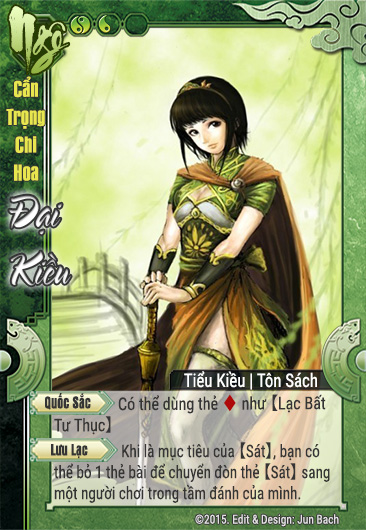 Ngô
Cẩn
Trọng
Chi
Hoa
Đại
Kiều
Tiểu Kiều | Tôn Sách
Quốc Sắc
Có thể dùng thẻ ♦ như【Lạc Bất
Tư Thục】
Lưu Lạc
Khi là mục tiêu của【Sát】, bạn có
thể bỏ 1 thẻ bài để chuyển đòn thẻ【Sát】sang
một người chơi trong tầm đánh của mình.
©2015. Edit & Design: Jun Bach